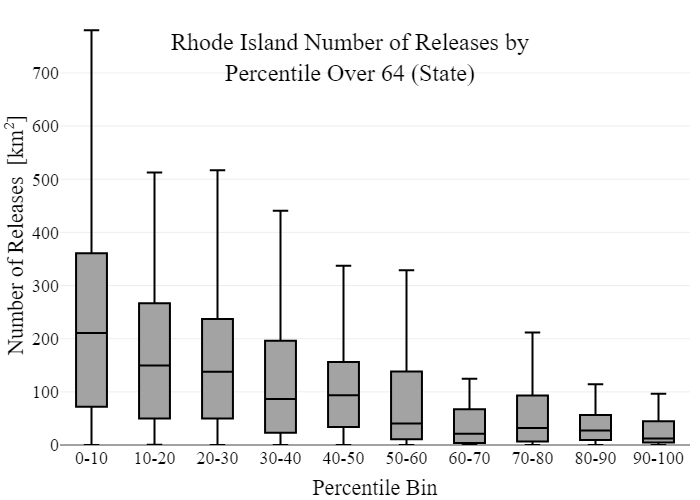 Rhode Island Number of Releases by
Percentile Over 64 (State)
Number of Releases [km²]
700
600
500
400
300
200
100
0
0-10 10-20 20-30 30-40 40-50 50-60 60-70 70-80 80-90 90-100
Percentile Bin